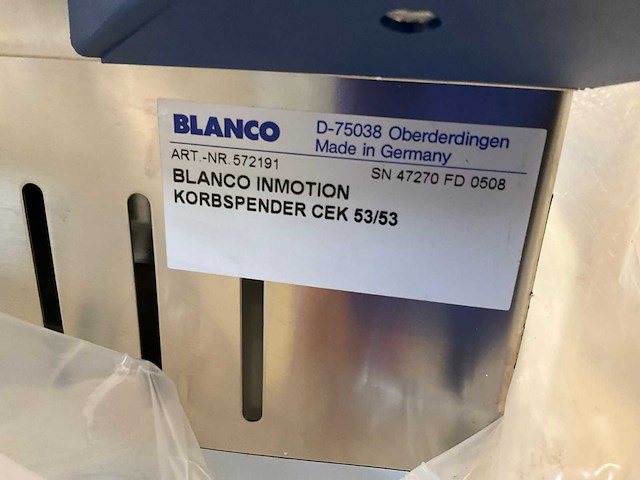 BLANCO
D-75038 Oberderdingen
Made in Germany
ART.-NR. 572191
SN 47270 FD 0508
BLANCO INMOTION
KORBSPENDER CEK 53/53